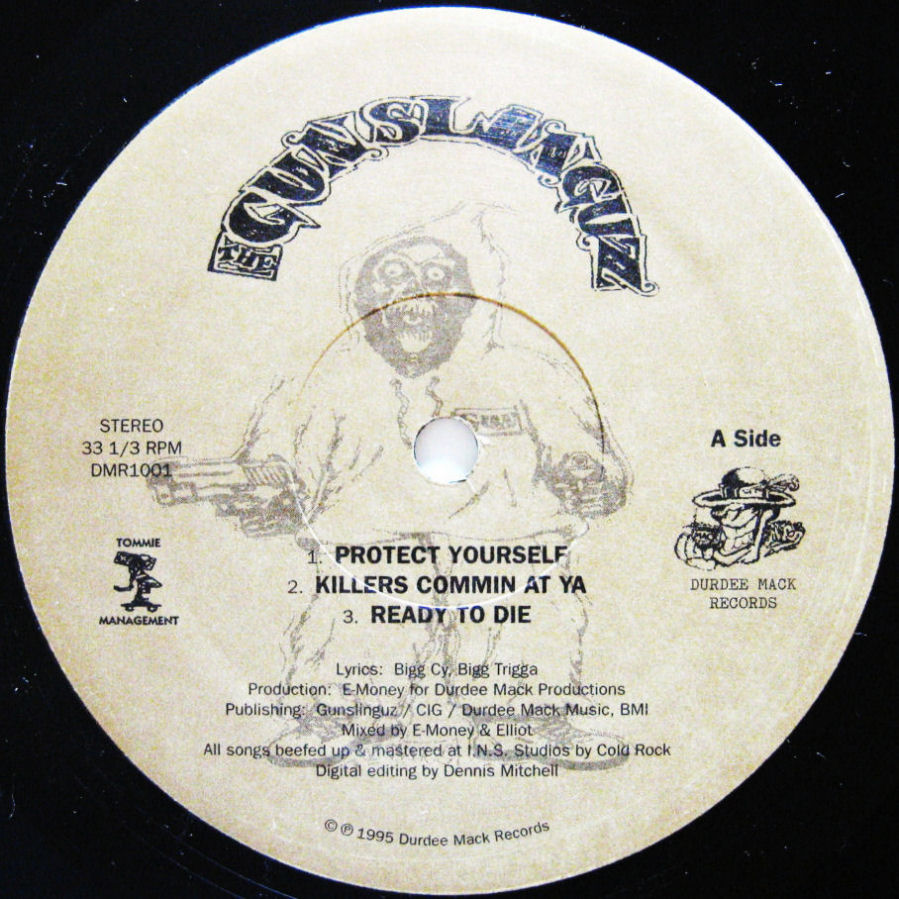 THE GUNSLINGUZ
STEREO
33 1/3 RPM
DMR1001
A Side
TOMMIE
MANAGEMENT
DURDEE MACK
RECORDS
1. PROTECT YOURSELF
2. KILLERS COMMIN AT YA
3. READY TO DIE
Lyrics: Bigg Cy, Bigg Trigga
Production: E-Money for Durdee Mack Productions
Publishing: Gunslinguz / CIG / Durdee Mack Music, BMI
Mixed by E-Money & Elliot
All songs beefed up & mastered at I.N.S. Studios by Cold Rock
Digital editing by Dennis Mitchell
© ℗ 1995 Durdee Mack Records